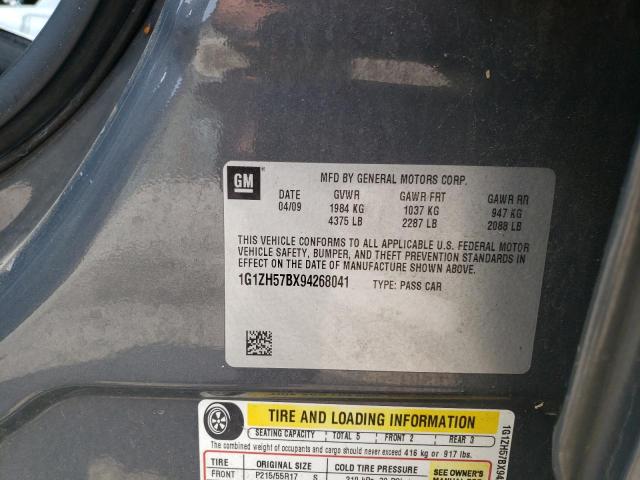 GM
MFD BY GENERAL MOTORS CORP.
DATE GVWR GAWR FRT GAWR RR
04/09 1984 KG 1037 KG 947 KG
4375 LB 2287 LB 2088 LB
THIS VEHICLE CONFORMS TO ALL APPLICABLE U.S. FEDERAL MOTOR
VEHICLE SAFETY, BUMPER, AND THEFT PREVENTION STANDARDS IN
EFFECT ON THE DATE OF MANUFACTURE SHOWN ABOVE.
1G1ZH57BX94268041 TYPE: PASS CAR
TIRE AND LOADING INFORMATION
SEATING CAPACITY TOTAL 5 FRONT 2 REAR 3
The combined weight of occupants and cargo should never exceed 416 kg or 917 lbs.
TIRE ORIGINAL SIZE COLD TIRE PRESSURE SEE OWNER'S
FRONT P215/55R17 S
1G1ZH57BX94